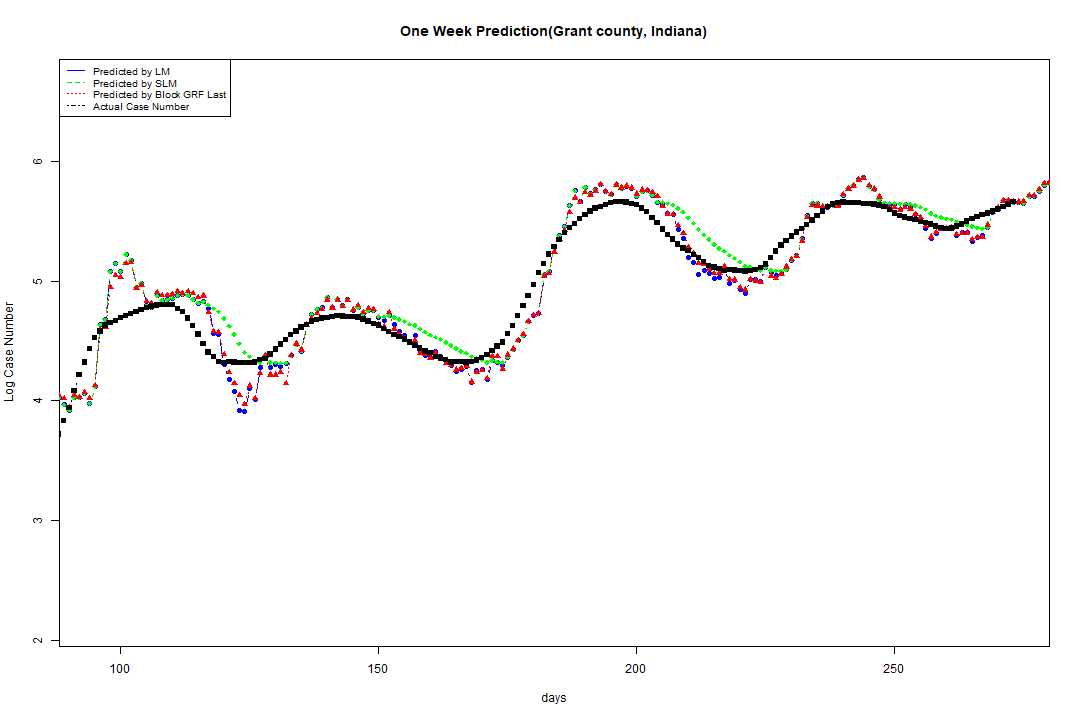 One Week Prediction(Grant county, Indiana)
Predicted by LM
Predicted by SLM
Predicted by Block GRF Last
Actual Case Number
Log Case Number
6
5
4
3
2
100 150 200 250
days